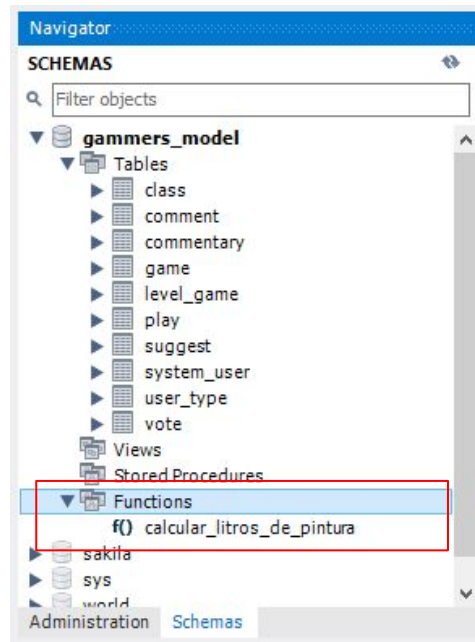 Navigator
SCHEMAS
Filter objects
gammers_model
Tables
class
comment
commentary
game
level_game
play
suggest
system_user
user_type
vote
Views
Stored Procedures
Functions
f() calcular_litros_de_pintura
sakila
sys
world
Administration Schemas